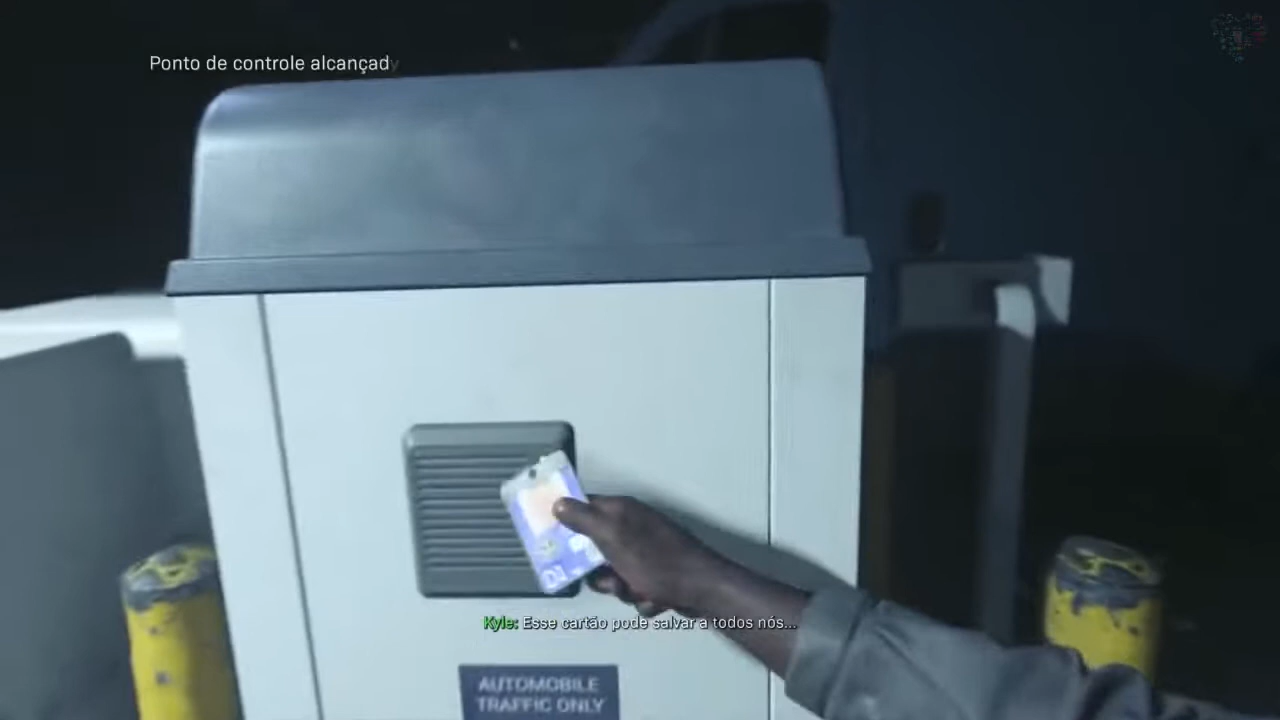 Ponto de controle alcançad
Kyle: Esse cartão pode salvar a todos nós...
AUTOMOBILE
TRAFFIC ONLY